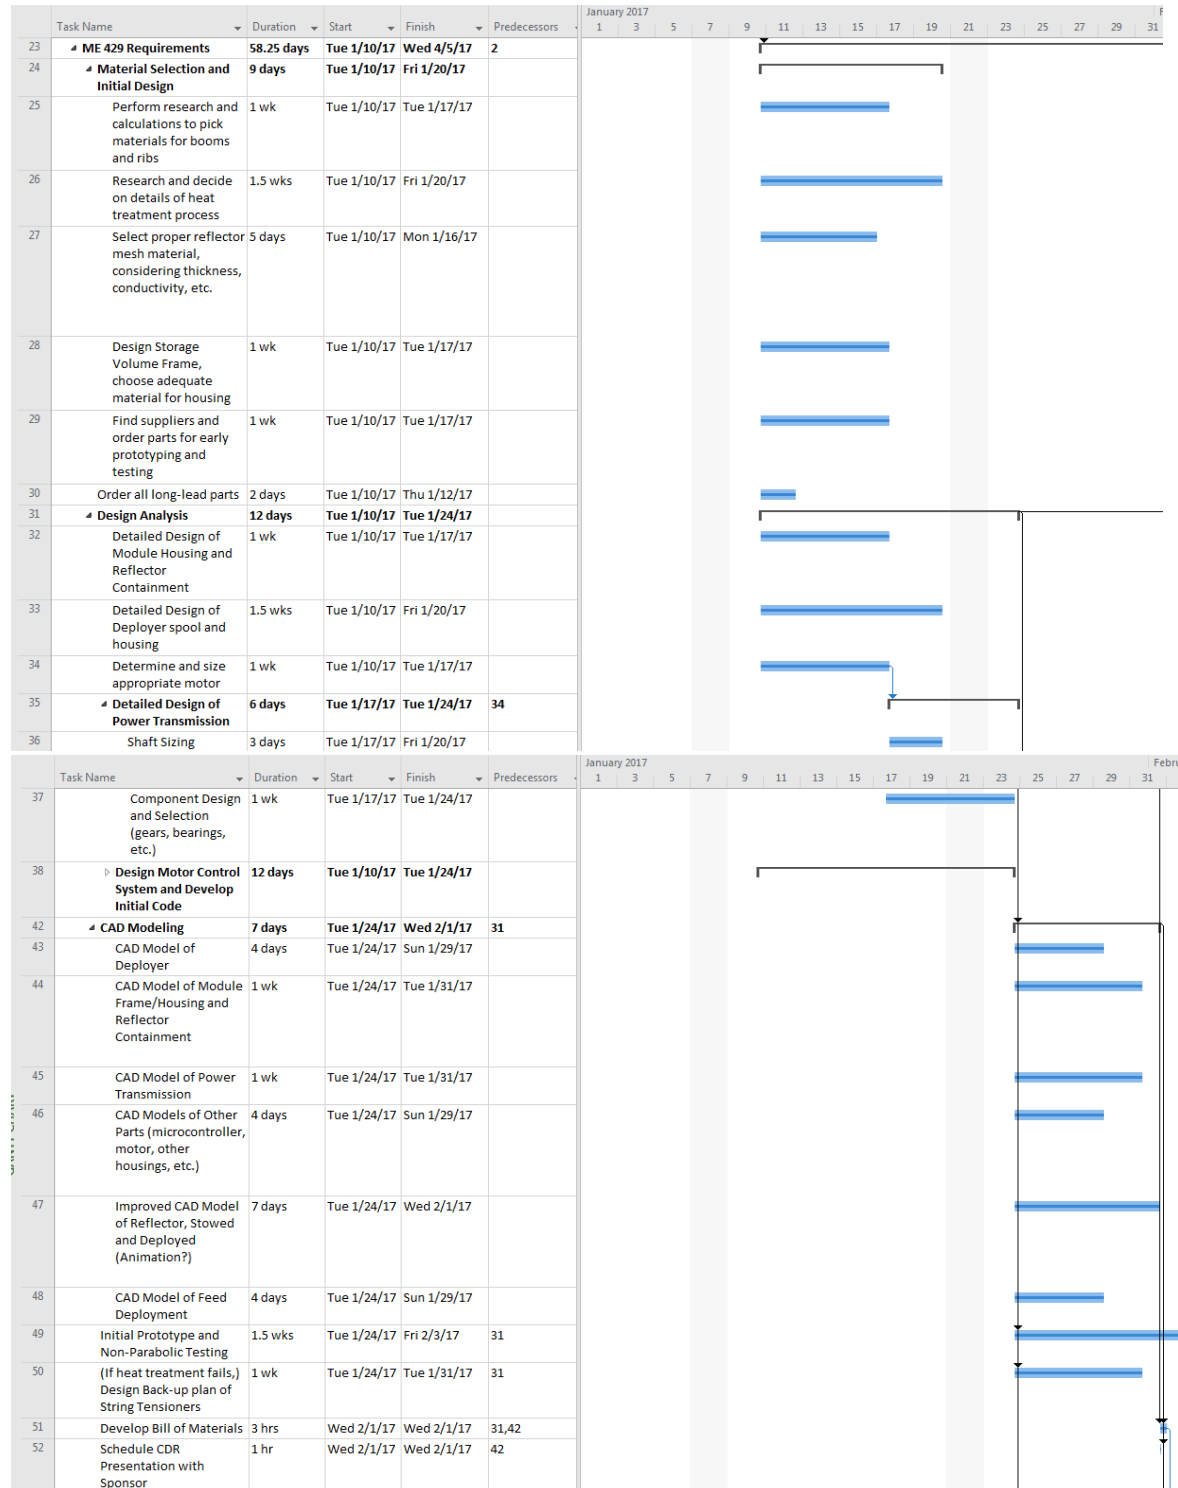 January 2017 F
Task Name Duration Start Finish Predecessors 1 3 5 7 9 11 13 15 17 19 21 23 25 27 29 31
23 ME 429 Requirements 58.25 days Tue 1/10/17 Wed 4/5/17 2
24 Material Selection and 9 days Tue 1/10/17 Fri 1/20/17
Initial Design
25 Perform research and 1 wk Tue 1/10/17 Tue 1/17/17
calculations to pick
materials for booms
and ribs
26 Research and decide 1.5 wks Tue 1/10/17 Fri 1/20/17
on details of heat
treatment process
27 Select proper reflector 5 days Tue 1/10/17 Mon 1/16/17
mesh material,
considering thickness,
conductivity, etc.
28 Design Storage 1 wk Tue 1/10/17 Tue 1/17/17
Volume Frame,
choose adequate
material for housing
29 Find suppliers and 1 wk Tue 1/10/17 Tue 1/17/17
order parts for early
prototyping and
testing
30 Order all long-lead parts 2 days Tue 1/10/17 Thu 1/12/17
31 Design Analysis 12 days Tue 1/10/17 Tue 1/24/17
32 Detailed Design of 1 wk Tue 1/10/17 Tue 1/17/17
Module Housing and
Reflector
Containment
33 Detailed Design of 1.5 wks Tue 1/10/17 Fri 1/20/17
Deployer spool and
housing
34 Determine and size 1 wk Tue 1/10/17 Tue 1/17/17
appropriate motor
35 Detailed Design of 6 days Tue 1/17/17 Tue 1/24/17 34
Power Transmission
36 Shaft Sizing 3 days Tue 1/17/17 Fri 1/20/17
January 2017 Febru
Task Name Duration Start Finish Predecessors 1 3 5 7 9 11 13 15 17 19 21 23 25 27 29 31
37 Component Design 1 wk Tue 1/17/17 Tue 1/24/17
and Selection
(gears, bearings,
etc.)
38 Design Motor Control 12 days Tue 1/10/17 Tue 1/24/17
System and Develop
Initial Code
42 CAD Modeling 7 days Tue 1/24/17 Wed 2/1/17 31
43 CAD Model of 4 days Tue 1/24/17 Sun 1/29/17
Deployer
44 CAD Model of Module 1 wk Tue 1/24/17 Tue 1/31/17
Frame/Housing and
Reflector
Containment
45 CAD Model of Power 1 wk Tue 1/24/17 Tue 1/31/17
Transmission
46 CAD Models of Other 4 days Tue 1/24/17 Sun 1/29/17
Parts (microcontroller,
motor, other
housings, etc.)
47 Improved CAD Model 7 days Tue 1/24/17 Wed 2/1/17
of Reflector, Stowed
and Deployed
(Animation?)
48 CAD Model of Feed 4 days Tue 1/24/17 Sun 1/29/17
Deployment
49 Initial Prototype and 1.5 wks Tue 1/24/17 Fri 2/3/17 31
Non-Parabolic Testing
50 (If heat treatment fails,) 1 wk Tue 1/24/17 Tue 1/31/17 31
Design Back-up plan of
String Tensioners
51 Develop Bill of Materials 3 hrs Wed 2/1/17 Wed 2/1/17 31,42
52 Schedule CDR 1 hr Wed 2/1/17 Wed 2/1/17 42
Presentation with
Sponsor